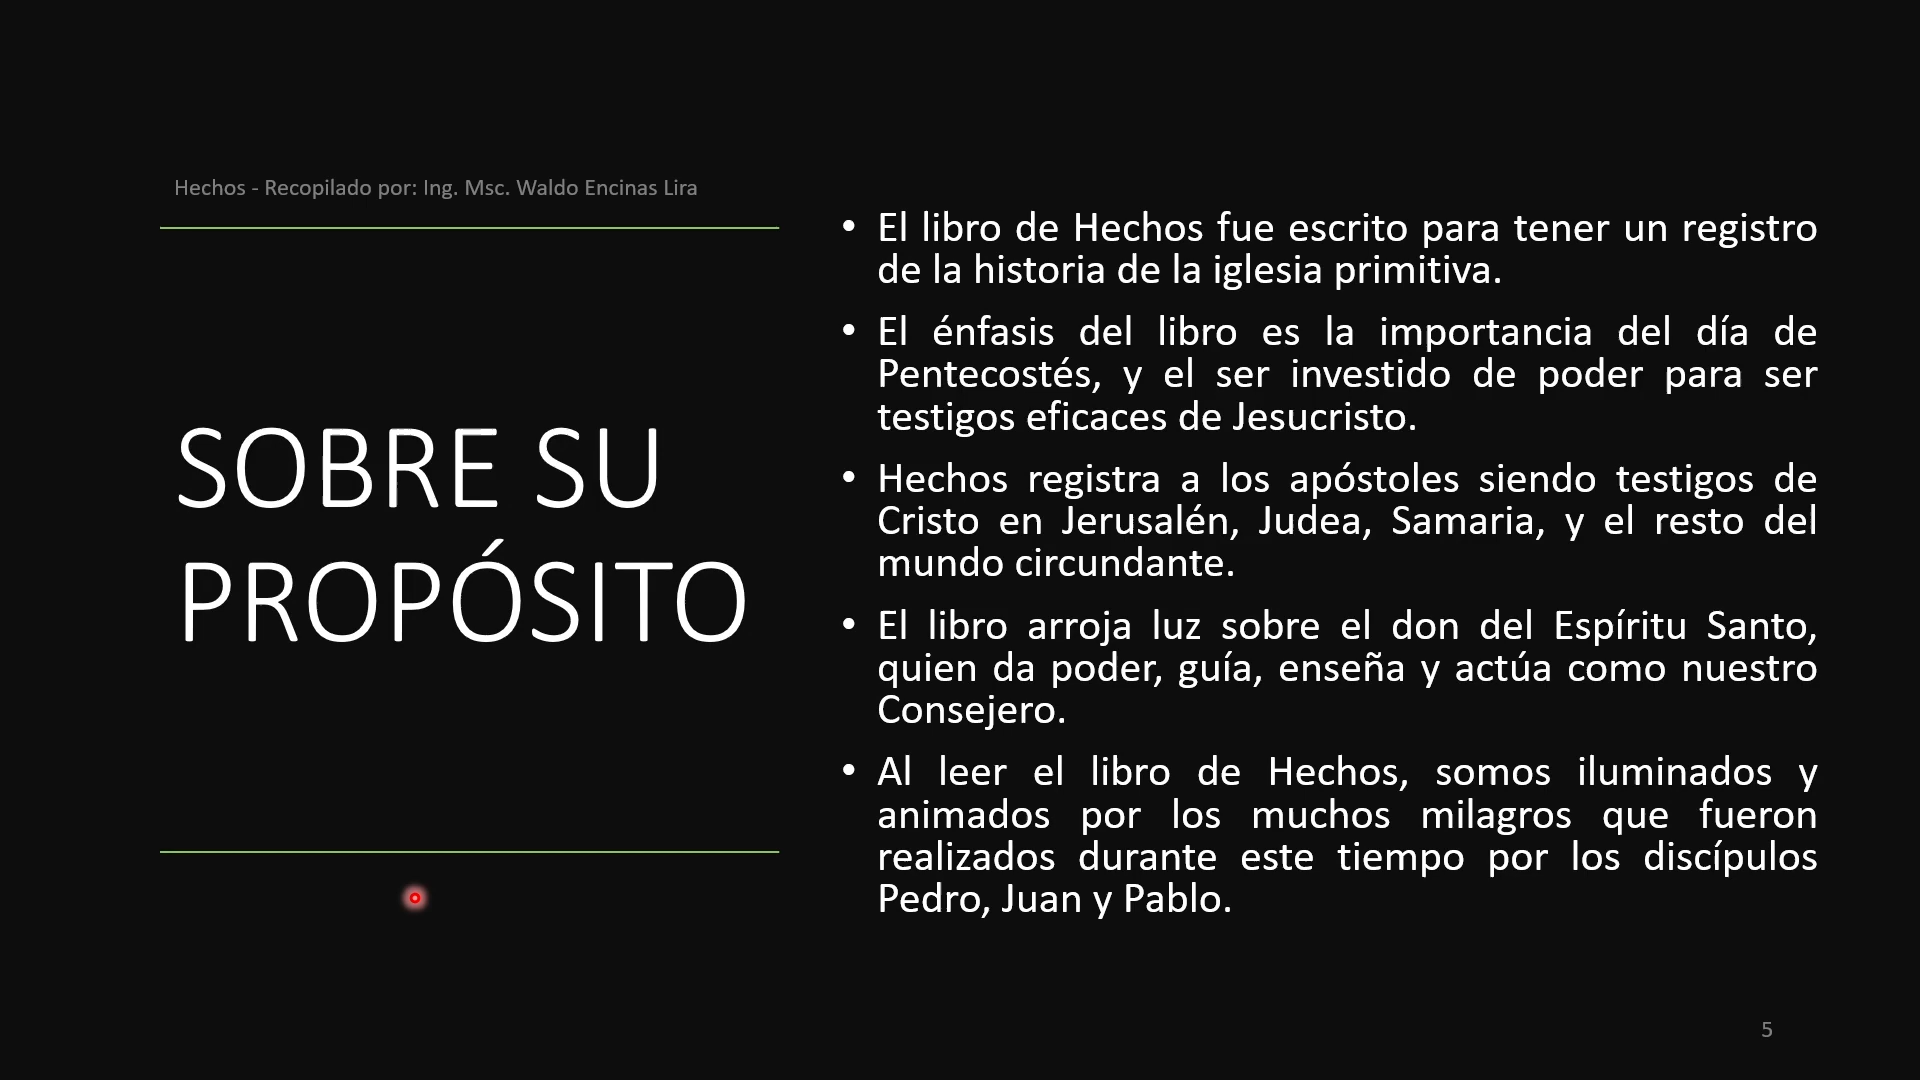 Hechos - Recopilado por: Ing. Msc. Waldo Encinas Lira
SOBRE SU
PROPÓSITO
• El libro de Hechos fue escrito para tener un registro
de la historia de la iglesia primitiva.
• El énfasis del libro es la importancia del día de
Pentecostés, y el ser investido de poder para ser
testigos eficaces de Jesucristo.
• Hechos registra a los apóstoles siendo testigos de
Cristo en Jerusalén, Judea, Samaria, y el resto del
mundo circundante.
• El libro arroja luz sobre el don del Espíritu Santo,
quien da poder, guía, enseña y actúa como nuestro
Consejero.
• Al leer el libro de Hechos, somos iluminados y
animados por los muchos milagros que fueron
realizados durante este tiempo por los discípulos
Pedro, Juan y Pablo.
5